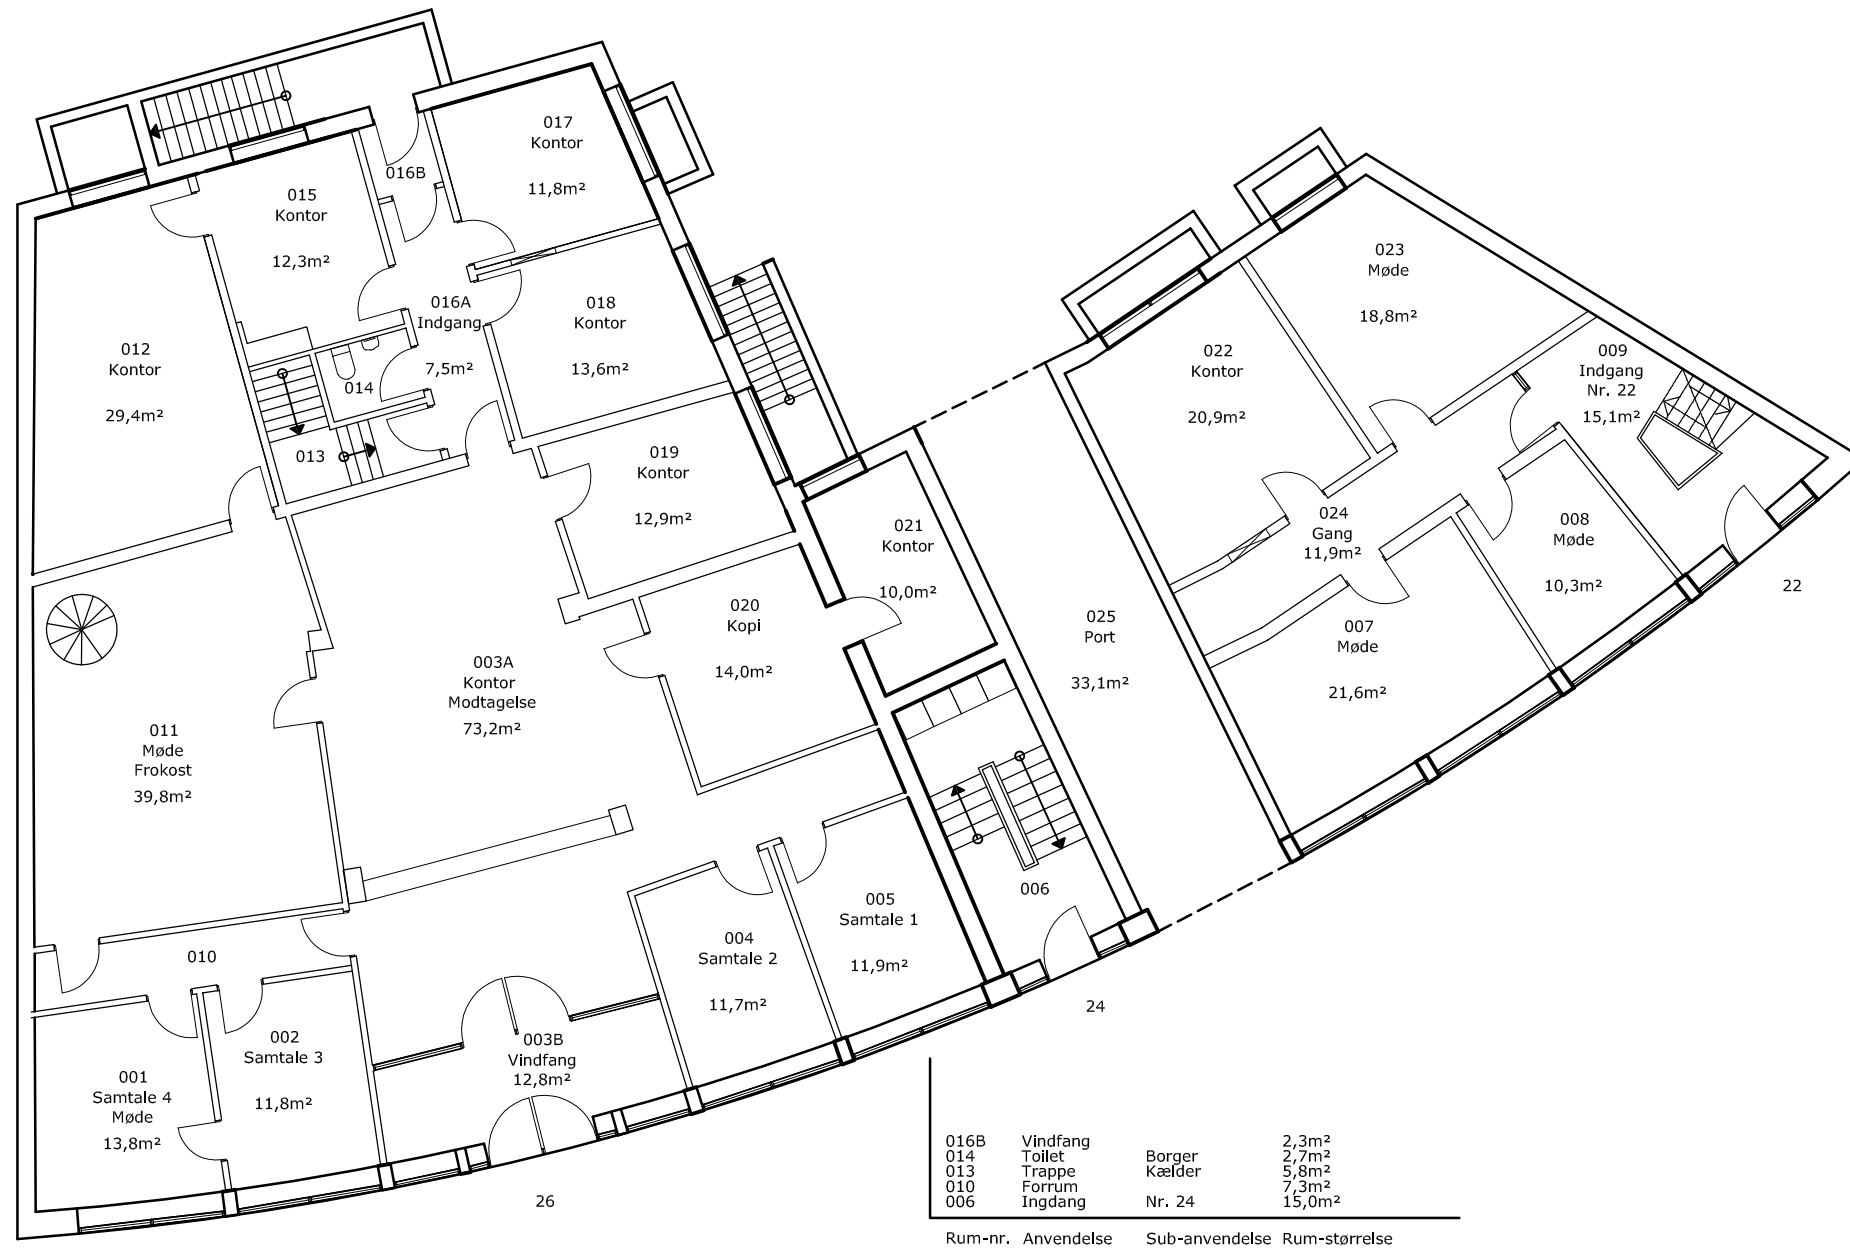 017
Kontor
11,8m²
016B
015
Kontor
12,3m²
023
Møde
18,8m²
016A
Indgang
7,5m²
018
Kontor
13,6m²
012
Kontor
29,4m²
014
022
Kontor
20,9m²
009
Indgang
Nr. 22
15,1m²
013
019
Kontor
12,9m²
021
Kontor
10,0m²
024
Gang
11,9m²
008
Møde
10,3m²
22
020
Kopi
14,0m²
025
Port
33,1m²
007
Møde
21,6m²
003A
Kontor
Modtagelse
73,2m²
011
Møde
Frokost
39,8m²
006
005
Samtale 1
11,9m²
004
Samtale 2
11,7m²
010
24
002
Samtale 3
11,8m²
003B
Vindfang
12,8m²
001
Samtale 4
Møde
13,8m²
26
016B Vindfang 2,3m²
014 Toilet Borger 2,7m²
013 Trappe Kælder 5,8m²
010 Forrum 7,3m²
006 Ingdang Nr. 24 15,0m²
Rum-nr. Anvendelse Sub-anvendelse Rum-størrelse